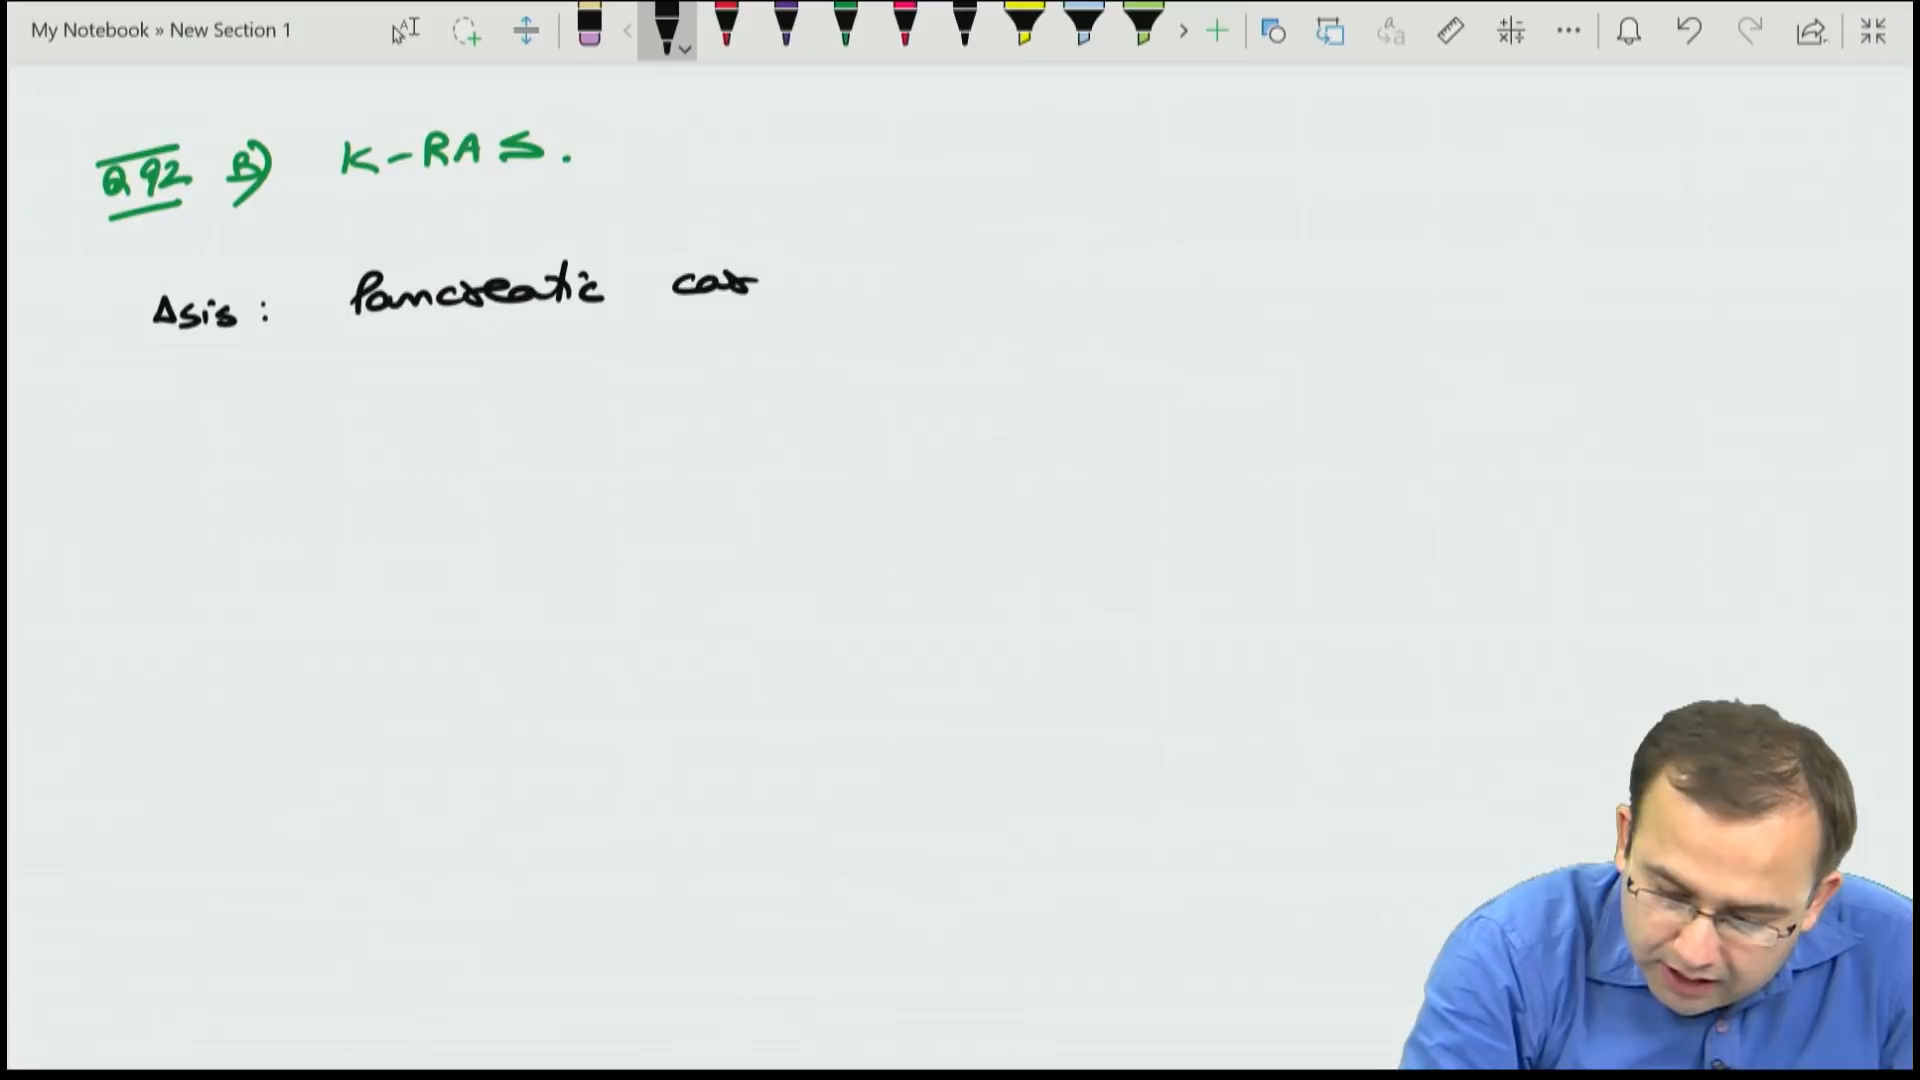 My Notebook » New Section 1
Q92 B) K-RAS.
Δsis: Pancreatic car